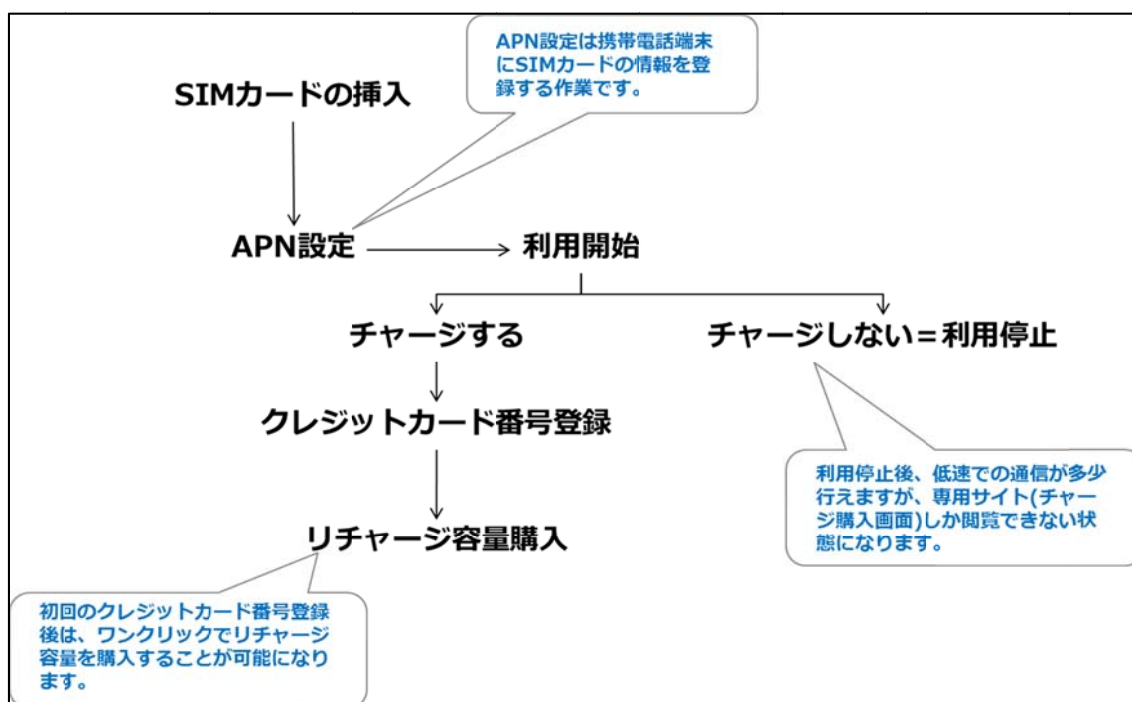 APN設定は携帯電話端末
にSIMカードの情報を登
録する作業です。
SIMカードの挿入
APN設定
利用開始
チャージする
チャージしない=利用停止
クレジットカード番号登録
利用停止後、低速での通信が多少
行えますが、専用サイト(チャー
ジ購入画面)しか閲覧できない状
態になります。
リチャージ容量購入
初回のクレジットカード番号登録
後は、ワンクリックでリチャージ
容量を購入することが可能になり
ます。